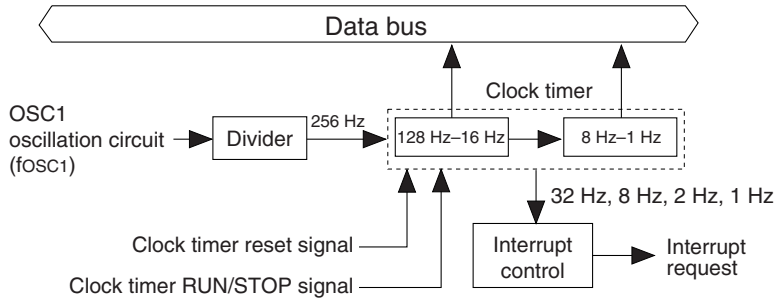 Data bus
Clock timer
OSC1
oscillation circuit
(fOSC1)
Divider
256 Hz
128 Hz–16 Hz
8 Hz–1 Hz
32 Hz, 8 Hz, 2 Hz, 1 Hz
Clock timer reset signal
Clock timer RUN/STOP signal
Interrupt
control
Interrupt
request